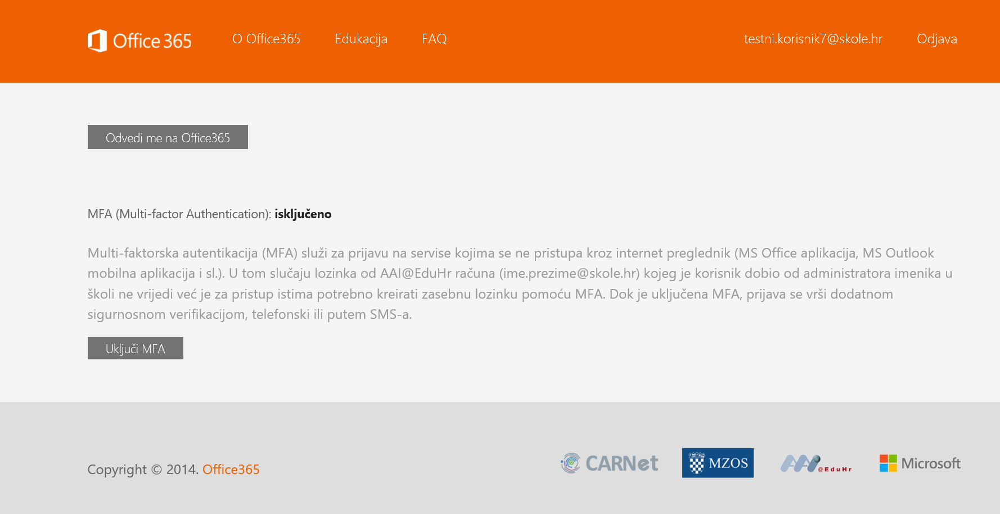 Office 365 O Office365 Edukacija FAQ testni.korisnik7@skole.hr Odjava
Odvedi me na Office365
MFA (Multi-factor Authentication): isključeno
Multi-faktorska autentikacija (MFA) služi za prijavu na servise kojima se ne pristupa kroz internet preglednik (MS Office aplikacija, MS Outlook
mobilna aplikacija i sl.). U tom slučaju lozinka od AAI@EduHr računa (ime.prezime@skole.hr) kojeg je korisnik dobio od administratora imenika u
školi ne vrijedi već je za pristup istima potrebno kreirati zasebnu lozinku pomoću MFA. Dok je uključena MFA, prijava se vrši dodatnom
sigurnosnom verifikacijom, telefonski ili putem SMS-a.
Uključi MFA
Copyright © 2014. Office365 CARNet MZOS AAI@EduHr Microsoft